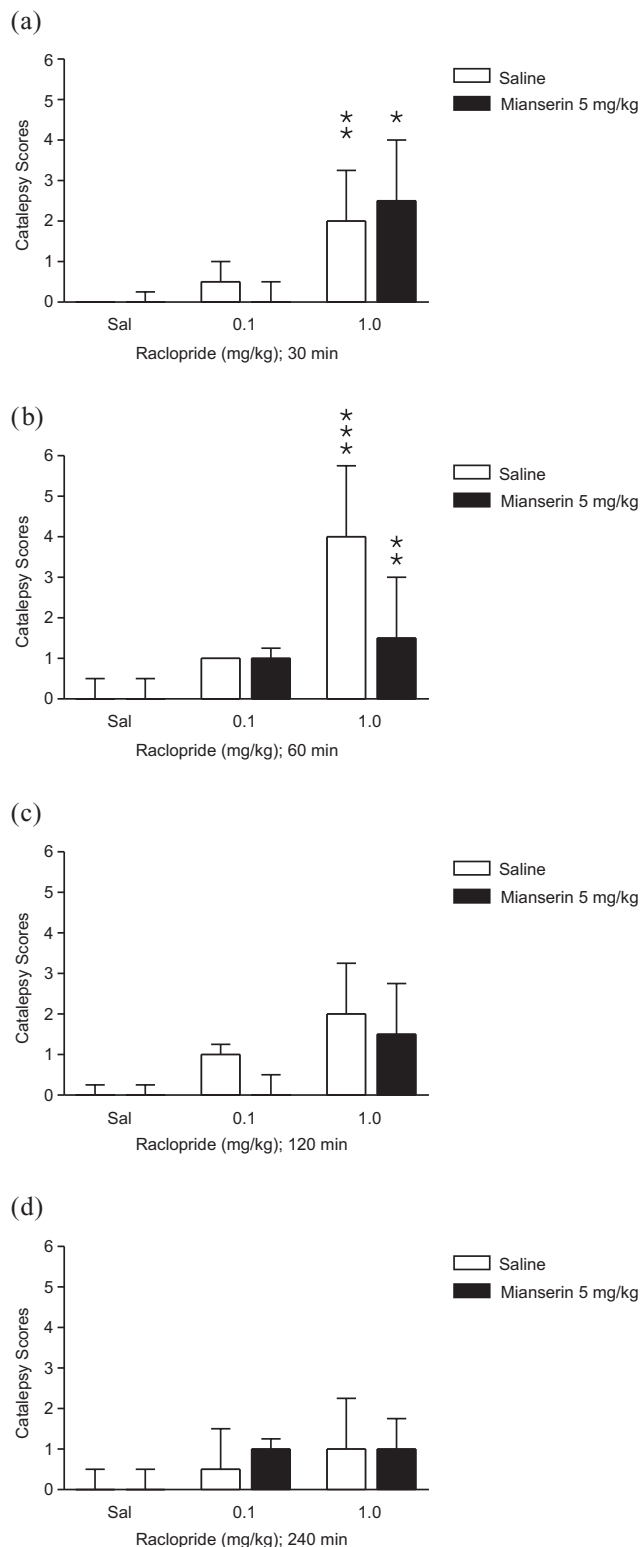 (a)
6
5
4
3
2
1
0
Catalepsy Scores
Saline
Mianserin 5 mg/kg
★★
★
Sal 0.1 1.0
Raclopride (mg/kg); 30 min
(b)
6
5
4
3
2
1
0
Catalepsy Scores
Saline
Mianserin 5 mg/kg
★★★
★★
Sal 0.1 1.0
Raclopride (mg/kg); 60 min
(c)
6
5
4
3
2
1
0
Catalepsy Scores
Saline
Mianserin 5 mg/kg
Sal 0.1 1.0
Raclopride (mg/kg); 120 min
(d)
6
5
4
3
2
1
0
Catalepsy Scores
Saline
Mianserin 5 mg/kg
Sal 0.1 1.0
Raclopride (mg/kg); 240 min